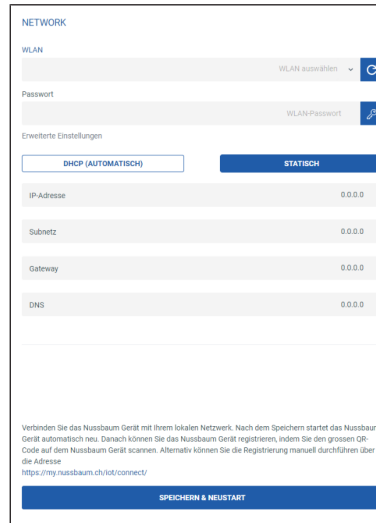 NETWORK
WLAN
WLAN auswählen
Passwort
WLAN-Passwort
Erweiterte Einstellungen
DHCP (AUTOMATISCH) STATISCH
IP-Adresse 0.0.0.0
Subnetz 0.0.0.0
Gateway 0.0.0.0
DNS 0.0.0.0
Verbinden Sie das Nussbaum Gerät mit Ihrem lokalen Netzwerk. Nach dem Speichern startet das Nussbaum
Gerät automatisch neu. Danach können Sie das Nussbaum Gerät registrieren, indem Sie den grossen QR-
Code auf dem Nussbaum Gerät scannen. Alternativ können Sie die Registrierung manuell durchführen über
die Adresse
https://my.nussbaum.ch/iot/connect/
SPEICHERN & NEUSTART